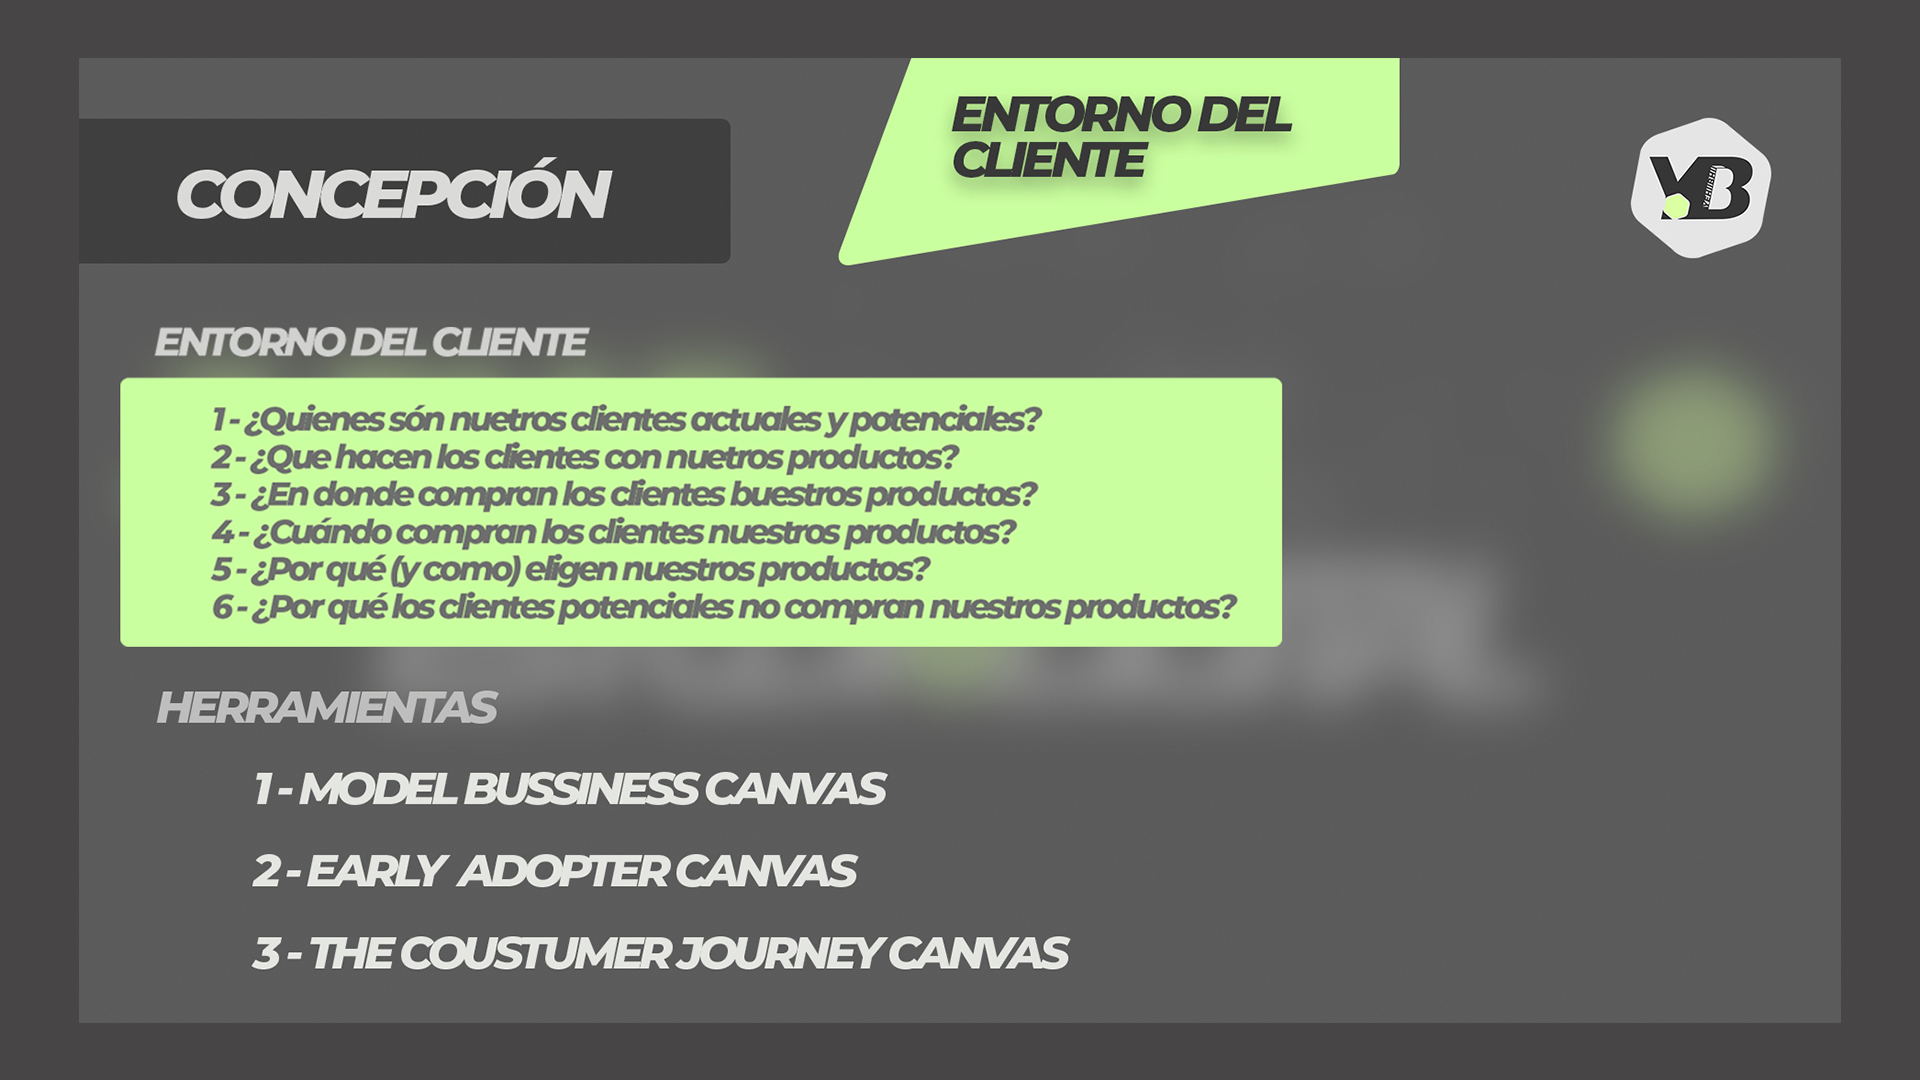 CONCEPCIÓN
ENTORNO DEL
CLIENTE
YB
ENTORNO DEL CLIENTE
1 - ¿Quienes són nuetros clientes actuales y potenciales?
2 - ¿Que hacen los clientes con nuetros productos?
3 - ¿En donde compran los clientes buestros productos?
4 - ¿Cuándo compran los clientes nuestros productos?
5 - ¿Por qué (y como) eligen nuestros productos?
6 - ¿Por qué los clientes potenciales no compran nuestros productos?
HERRAMIENTAS
1 - MODEL BUSSINESS CANVAS
2 - EARLY ADOPTER CANVAS
3 - THE COUSTUMER JOURNEY CANVAS